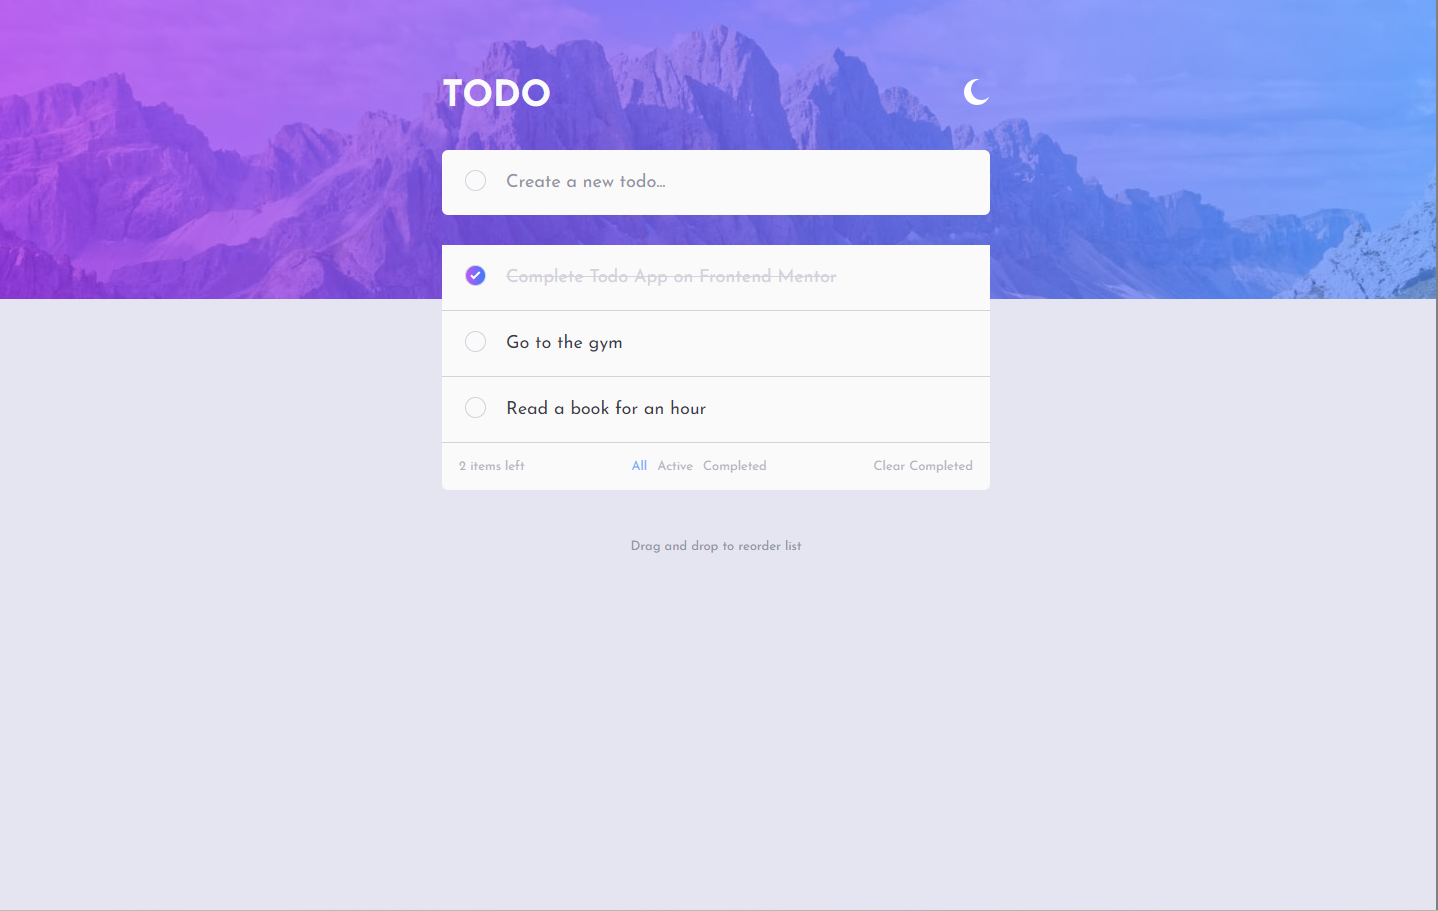 TODO
Create a new todo...
Complete Todo App on Frontend Mentor
Go to the gym
Read a book for an hour
2 items left All Active Completed Clear Completed
Drag and drop to reorder list